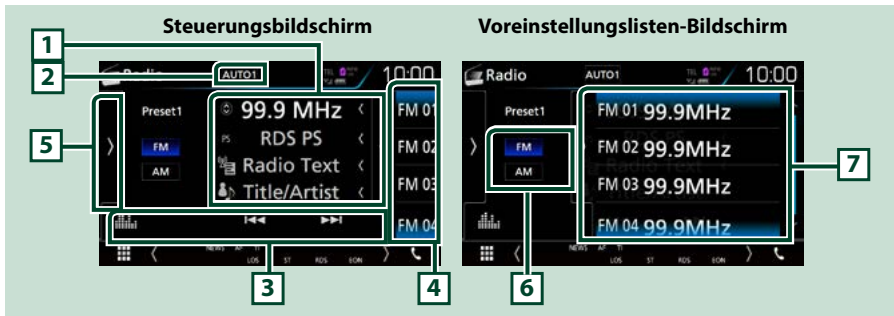 Steuerungsbildschirm
Voreinstellungslisten-Bildschirm
1
2
3
4
5
6
7
Radio
AUTO1
TEL
10:00
Preset1
FM
AM
99.9 MHz
PS RDS PS
Radio Text
Title/Artist
FM 01
FM 02
FM 03
FM 04
NEWS AF TI
LOS ST RDS EON
Radio
AUTO1
TEL
10:00
Preset1
FM
AM
FM 01 99.9MHz
FM 02 99.9MHz
FM 03 99.9MHz
FM 04 99.9MHz
NEWS AF TI
LOS ST RDS EON